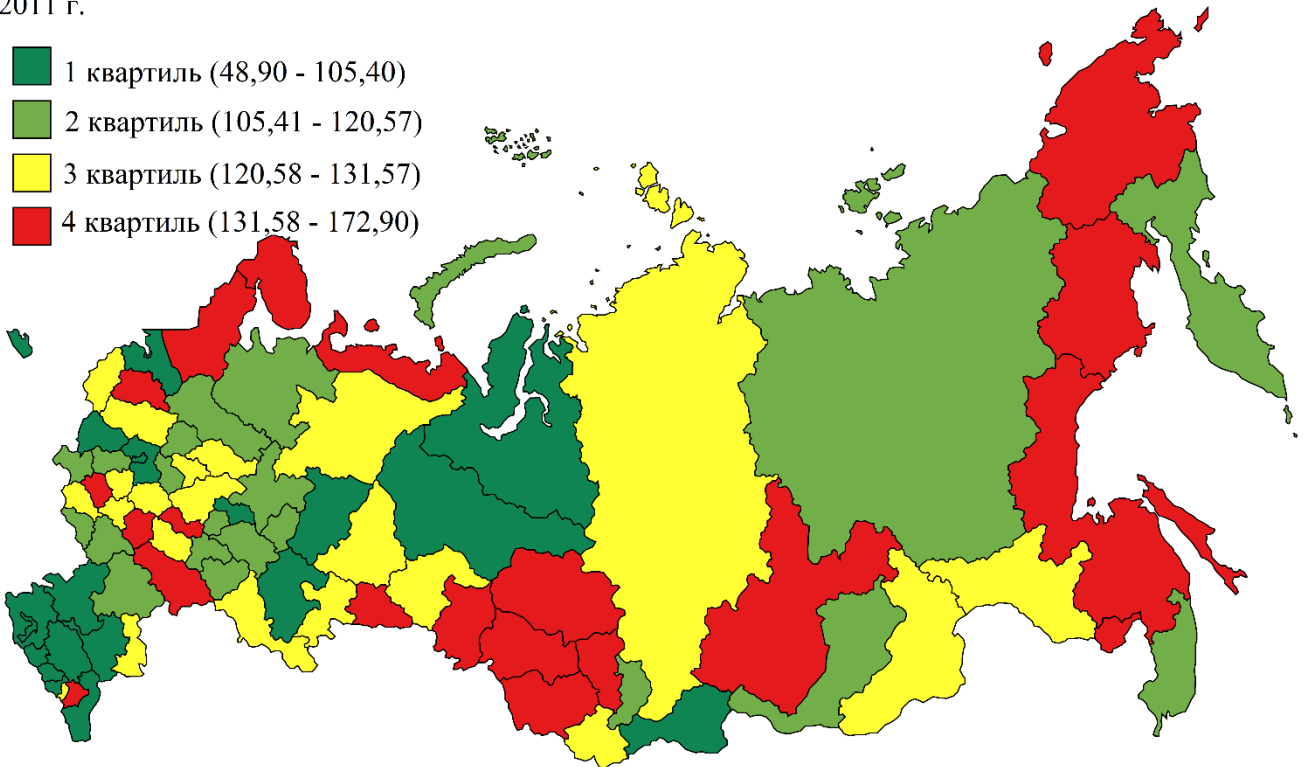 2011 г.
1 квартиль (48,90 - 105,40)
2 квартиль (105,41 - 120,57)
3 квартиль (120,58 - 131,57)
4 квартиль (131,58 - 172,90)